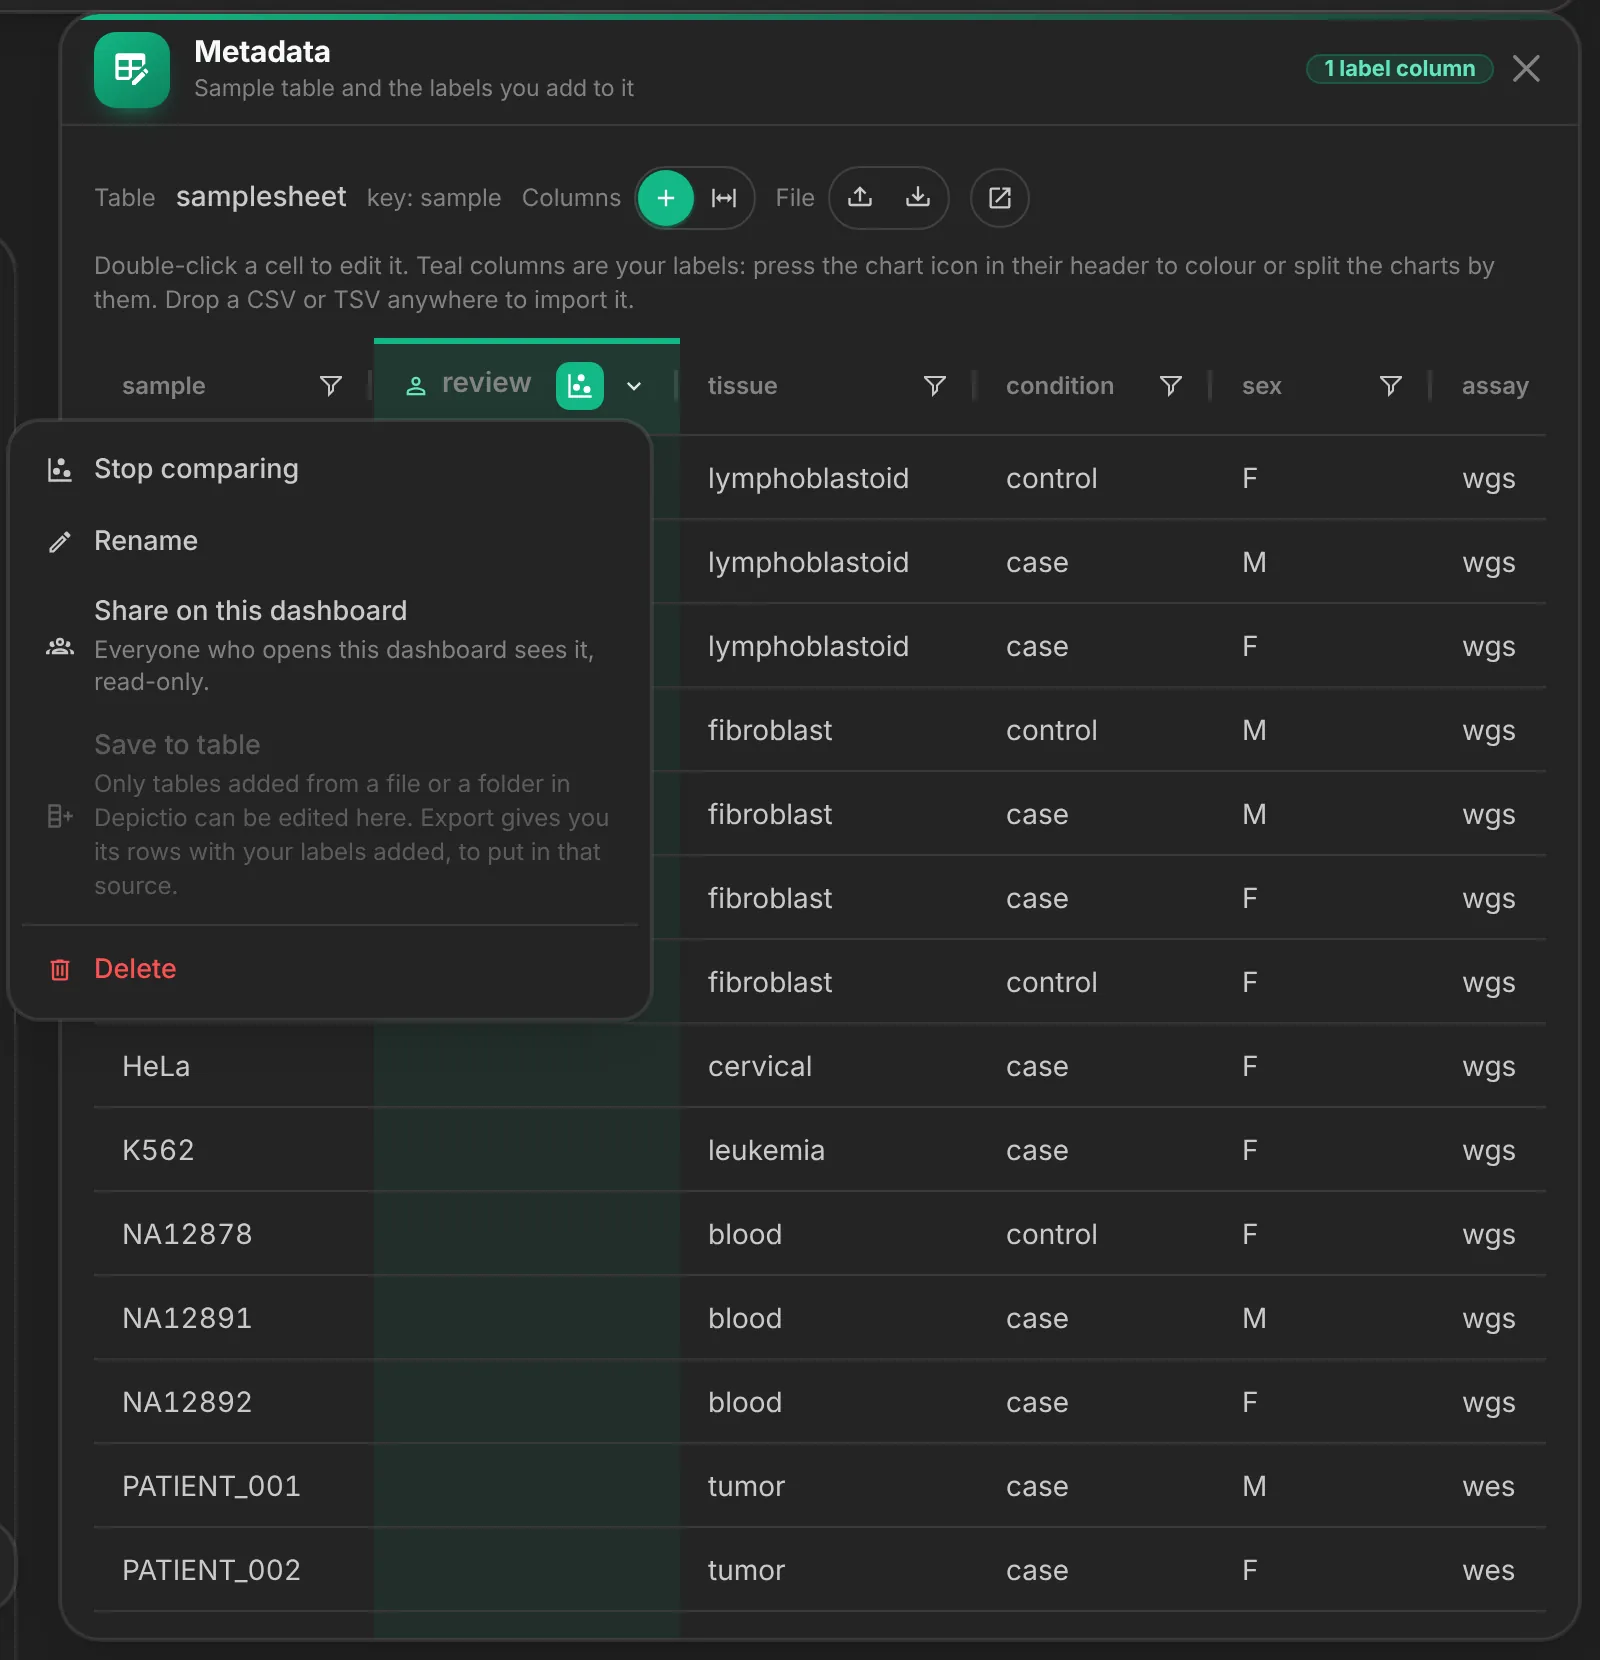 Metadata
Sample table and the labels you add to it
1 label column
Table samplesheet key: sample Columns File
Double-click a cell to edit it. Teal columns are your labels: press the chart icon in their header to colour or split the charts by
them. Drop a CSV or TSV anywhere to import it.
sample review tissue condition sex assay
Stop comparing
Rename
Share on this dashboard
Everyone who opens this dashboard sees it,
read-only.
Save to table
Only tables added from a file or a folder in
Depictio can be edited here. Export gives you
its rows with your labels added, to put in that
source.
Delete
lymphoblastoid control F wgs
lymphoblastoid case M wgs
lymphoblastoid case F wgs
fibroblast control M wgs
fibroblast case M wgs
fibroblast case F wgs
fibroblast control F wgs
HeLa cervical case F wgs
K562 leukemia case F wgs
NA12878 blood control F wgs
NA12891 blood case M wgs
NA12892 blood case F wgs
PATIENT_001 tumor case M wes
PATIENT_002 tumor case F wes